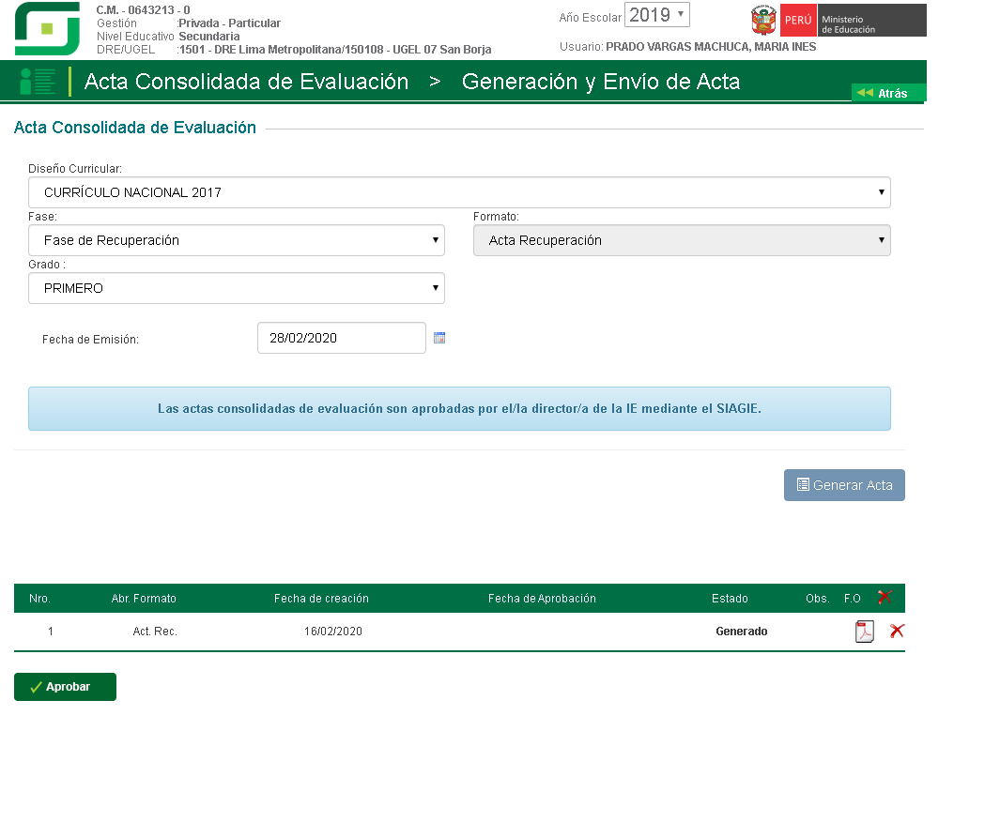 C.M. - 0643213 - 0
Gestión :Privada - Particular
Nivel Educativo Secundaria
DRE/UGEL :1501 - DRE Lima Metropolitana/150108 - UGEL 07 San Borja
Año Escolar 2019
Usuario: PRADO VARGAS MACHUCA, MARIA INES
PERÚ
Ministerio
de Educación
Acta Consolidada de Evaluación > Generación y Envío de Acta
Atrás
Acta Consolidada de Evaluación
Diseño Curricular:
CURRÍCULO NACIONAL 2017
Fase: Formato:
Fase de Recuperación Acta Recuperación
Grado :
PRIMERO
Fecha de Emisión: 28/02/2020
Las actas consolidadas de evaluación son aprobadas por el/la director/a de la IE mediante el SIAGIE.
Generar Acta
Nro. Abr. Formato Fecha de creación Fecha de Aprobación Estado Obs. F.O
1 Act. Rec. 16/02/2020 Generado
Aprobar